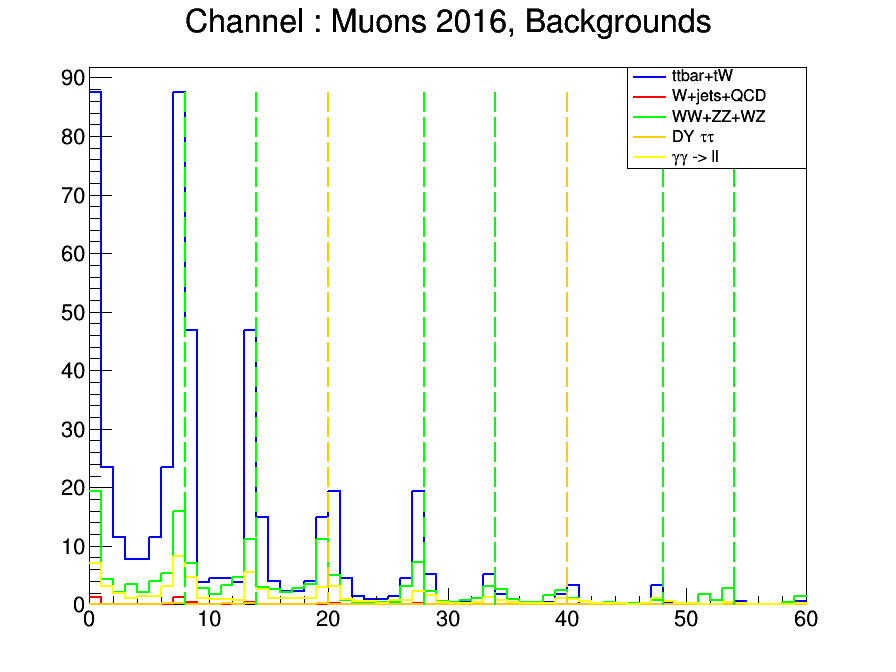 Channel : Muons 2016, Backgrounds
ttbar+tW
W+jets+QCD
WW+ZZ+WZ
DY ττ
γγ -> ll
90
80
70
60
50
40
30
20
10
0
0 10 20 30 40 50 60